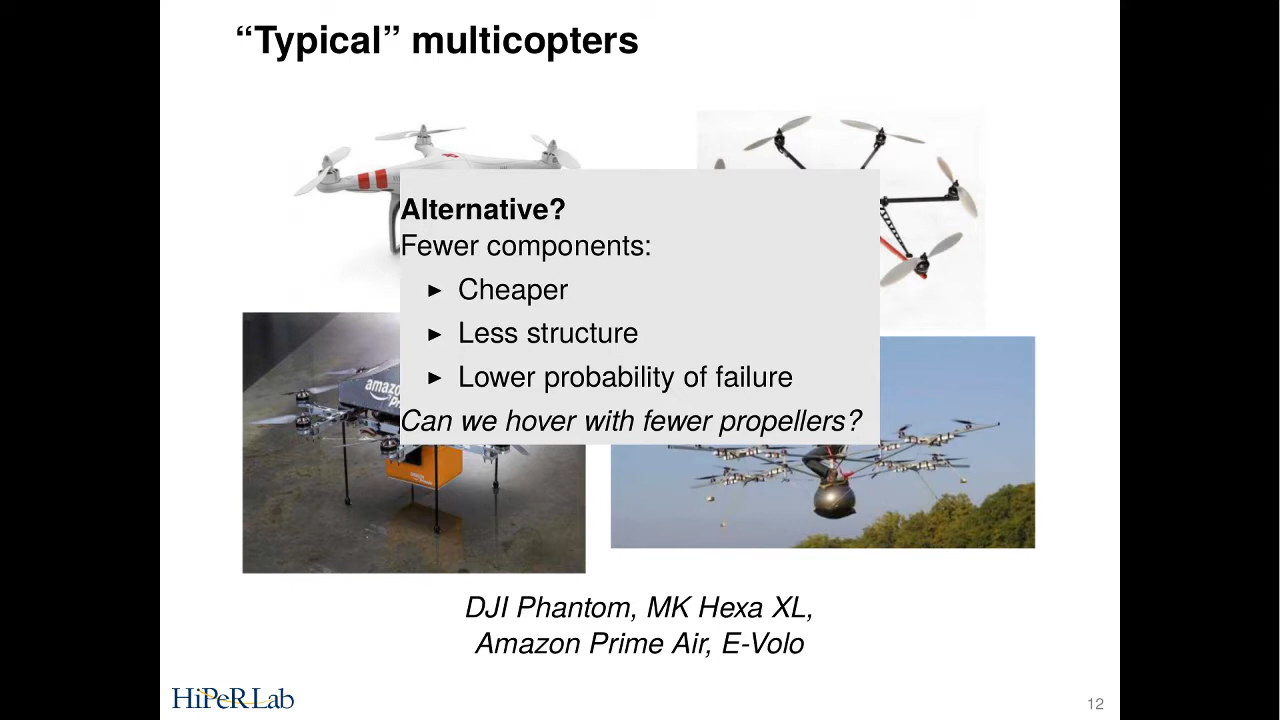 “Typical” multicopters
Alternative?
Fewer components:
► Cheaper
► Less structure
► Lower probability of failure
Can we hover with fewer propellers?
amazon
DJI Phantom, MK Hexa XL,
Amazon Prime Air, E-Volo
HiPeRLab
12